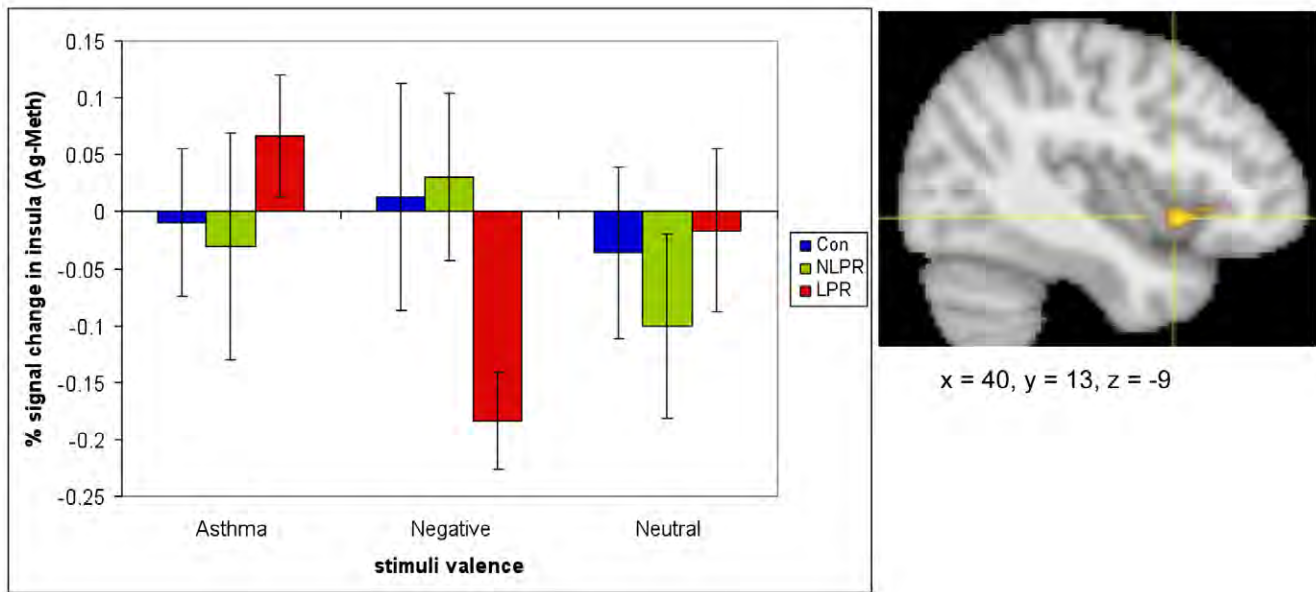 % signal change in insula (Ag-Meth)
0.15
0.1
0.05
0
-0.05
-0.1
-0.15
-0.2
-0.25
Asthma
Negative
Neutral
stimuli valence
Con
NLPR
LPR
x = 40, y = 13, z = -9